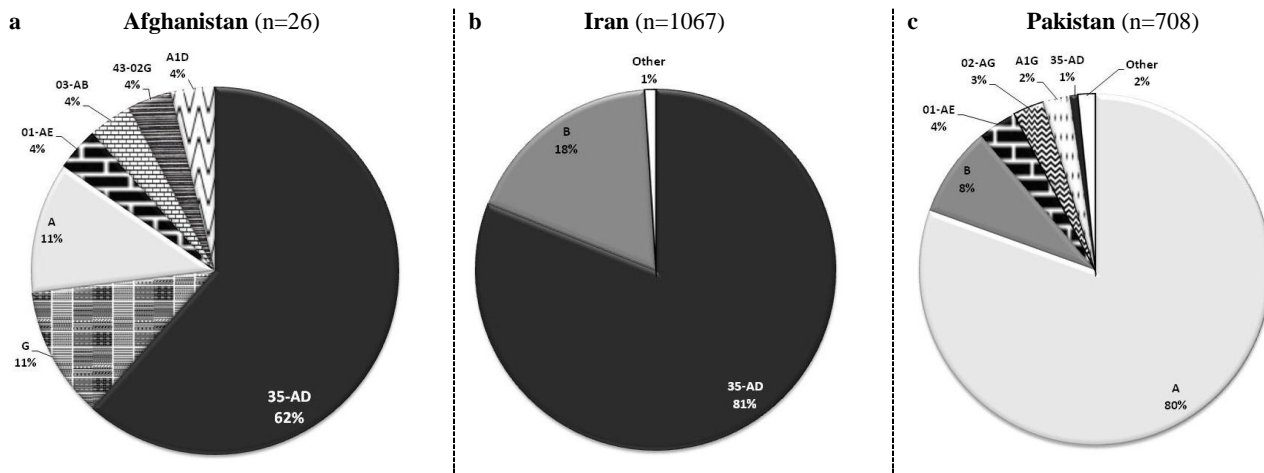 a Afghanistan (n=26)
A1D
4%
43-02G
4%
03-AB
4%
01-AE
4%
A
11%
G
11%
35-AD
62%
b Iran (n=1067)
Other
1%
B
18%
35-AD
81%
c Pakistan (n=708)
02-AG
3%
A1G
2%
35-AD
1%
Other
2%
01-AE
4%
B
8%
A
80%